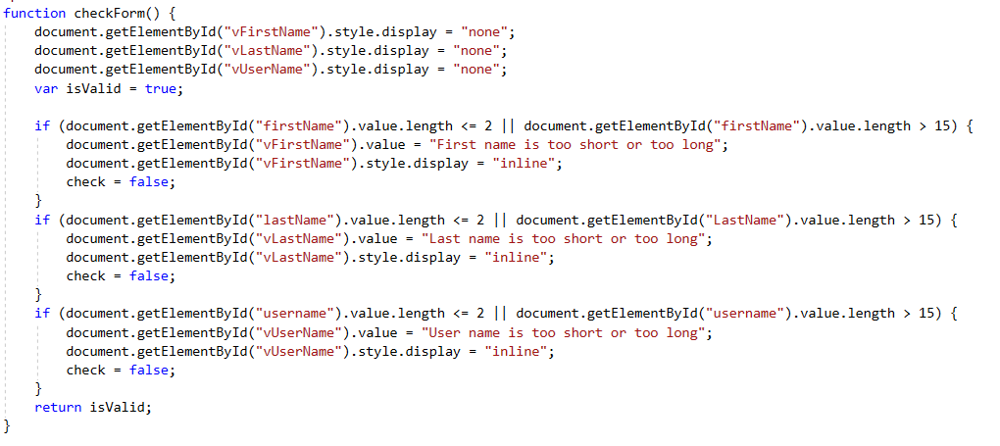 function checkForm() {
    document.getElementById("vFirstName").style.display = "none";
    document.getElementById("vLastName").style.display = "none";
    document.getElementById("vUserName").style.display = "none";
    var isValid = true;

    if (document.getElementById("firstName").value.length <= 2 || document.getElementById("firstName").value.length > 15) {
        document.getElementById("vFirstName").value = "First name is too short or too long";
        document.getElementById("vFirstName").style.display = "inline";
        check = false;
    }
    if (document.getElementById("lastName").value.length <= 2 || document.getElementById("LastName").value.length > 15) {
        document.getElementById("vLastName").value = "Last name is too short or too long";
        document.getElementById("vLastName").style.display = "inline";
        check = false;
    }
    if (document.getElementById("username").value.length <= 2 || document.getElementById("username").value.length > 15) {
        document.getElementById("vUserName").value = "User name is too short or too long";
        document.getElementById("vUserName").style.display = "inline";
        check = false;
    }
    return isValid;
}